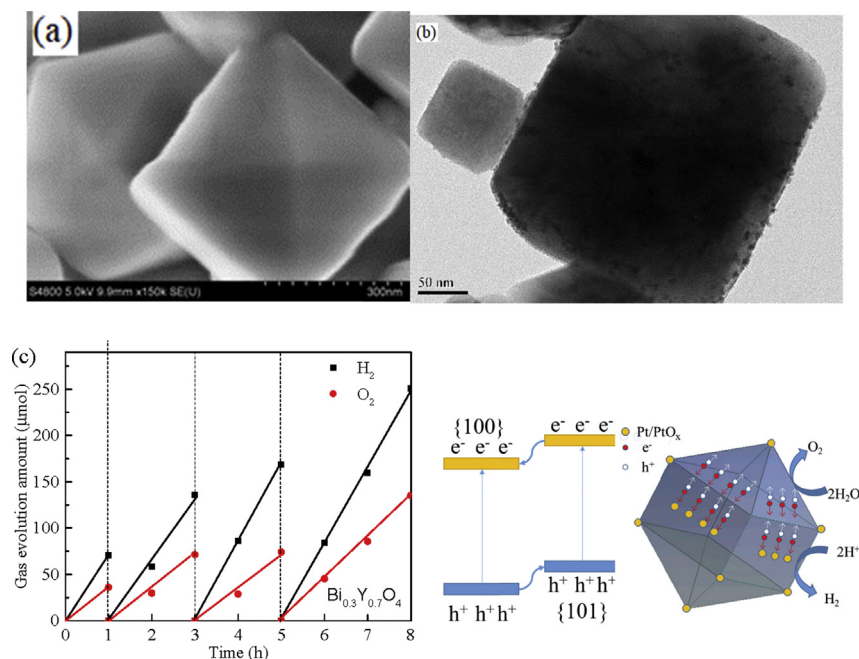 (a)
S4800 5.0kV 9.9mm x150k SE(U)
300nm
(b)
50 nm
(c)
Gas evolution amount (μmol)
250
200
150
100
50
0
0 1 2 3 4 5 6 7 8
Time (h)
H₂
O₂
Bi₀.₃Y₀.₇O₄
{100}
e⁻ e⁻ e⁻
e⁻ e⁻ e⁻
h⁺ h⁺ h⁺
h⁺ h⁺ h⁺
{101}
Pt/PtOₓ
e⁻
h⁺
O₂
2H₂O
2H⁺
H₂